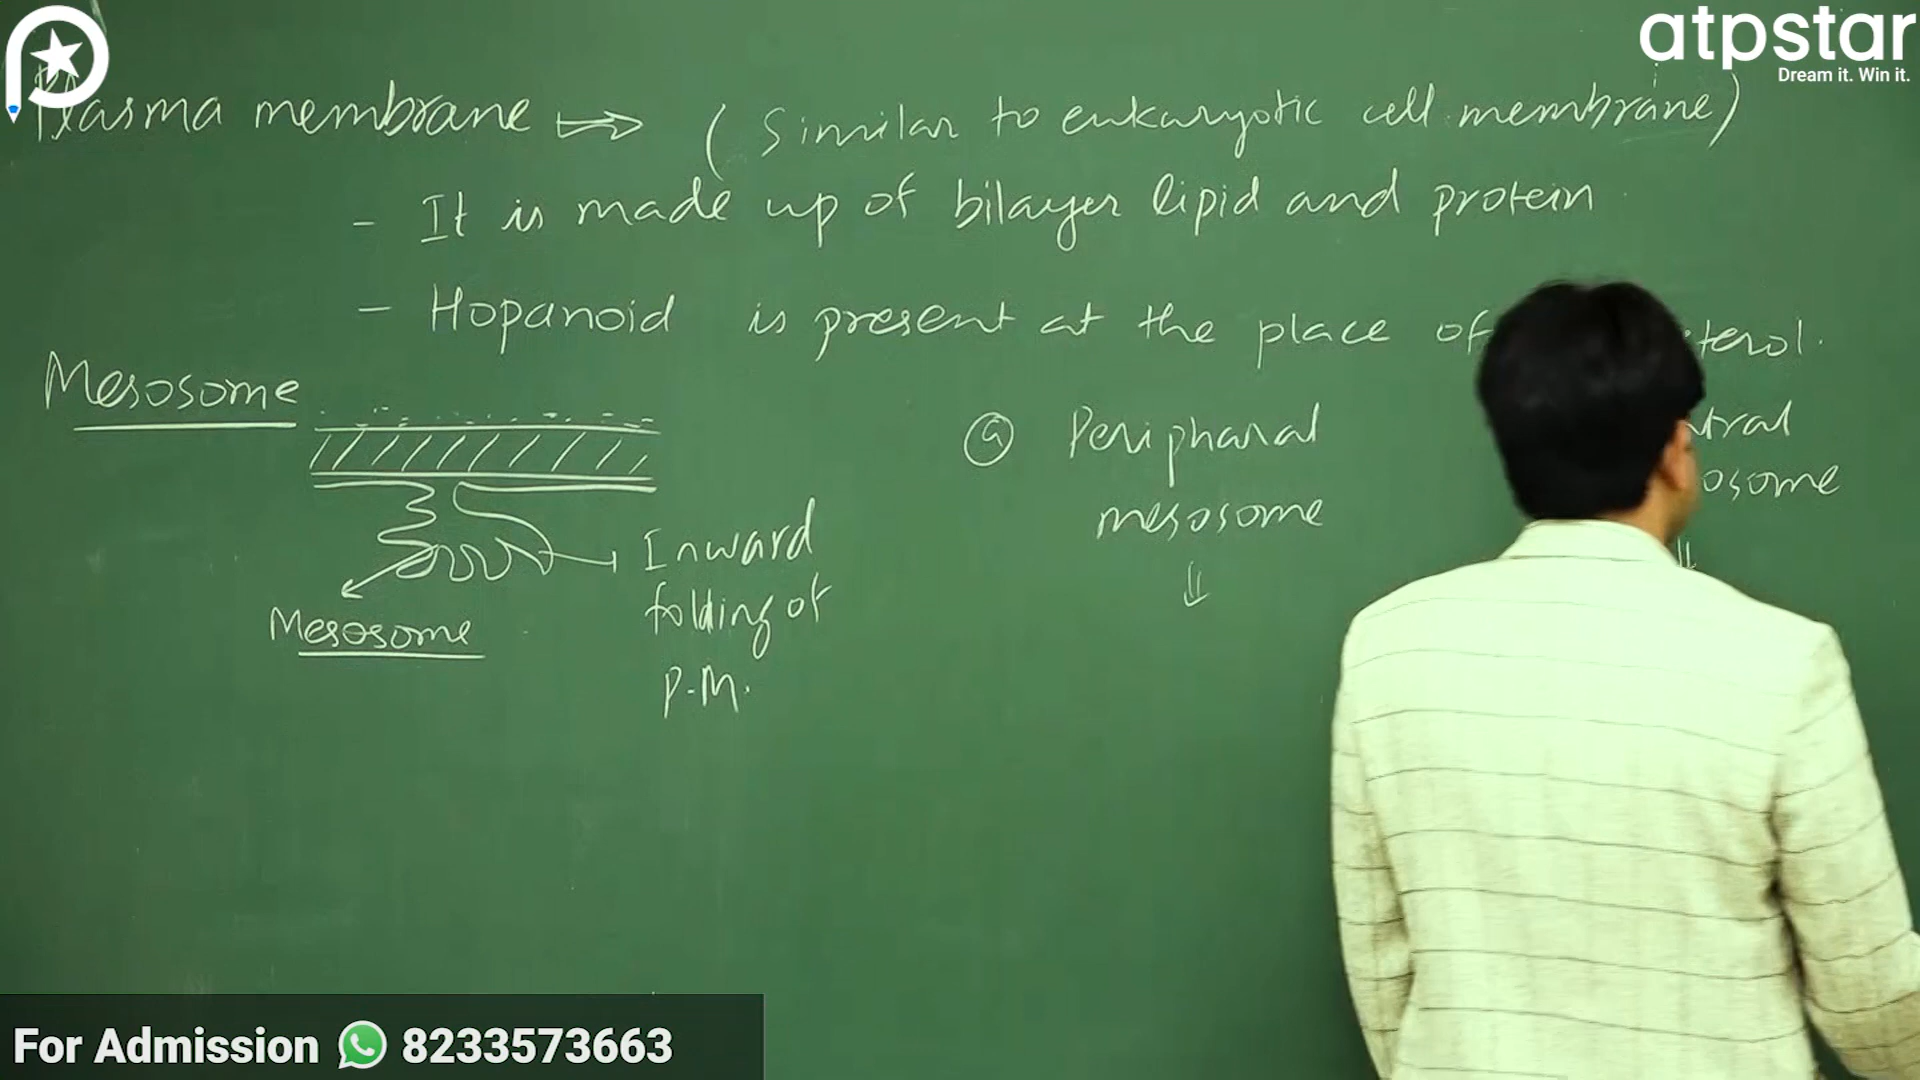 atpstar
Dream it. Win it.
Plasma membrane (Similar to eukaryotic cell membrane)
- It is made up of bilayer lipid and protein
- Hopanoid is present at the place of terol.
Mesosome
a Peripharal tral
mesosome osome
Inward
folding of
P.M.
Mesosome
For Admission 8233573663